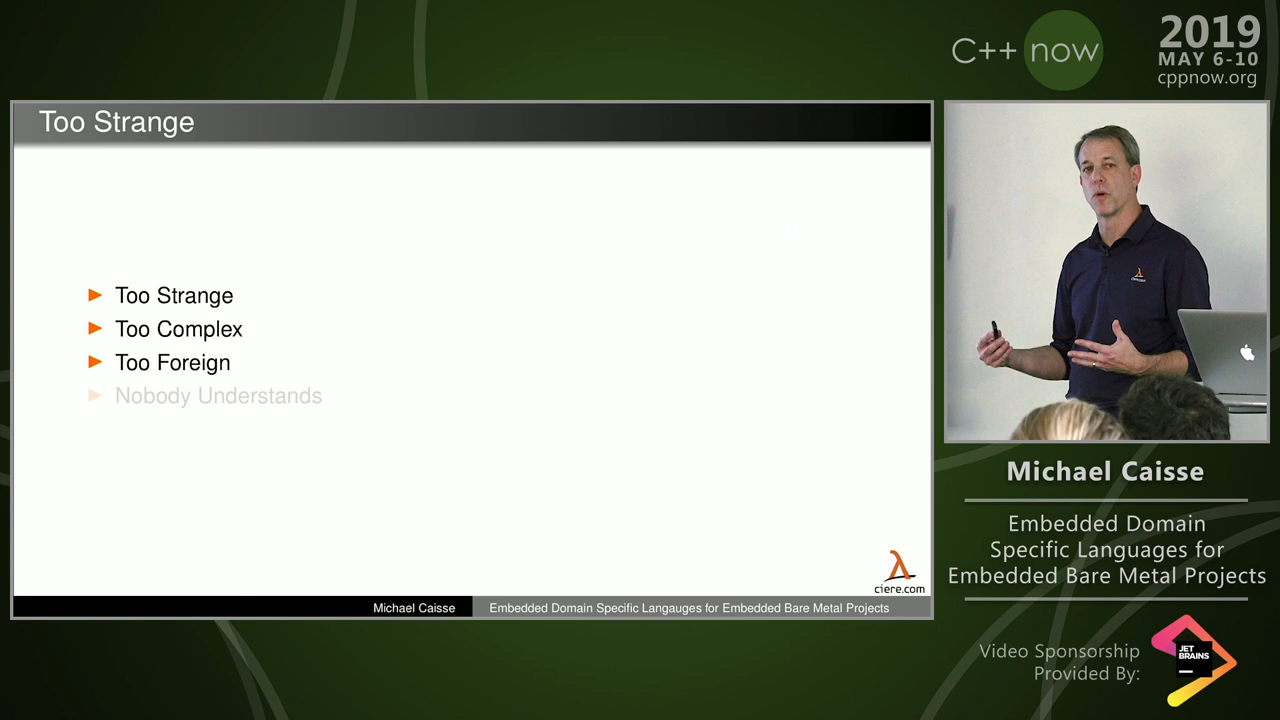 C++ now
2019
MAY 6-10
cppnow.org
Too Strange
Too Strange
Too Complex
Too Foreign
Nobody Understands
λ
ciere.com
Michael Caisse
Embedded Domain Specific Langauges for Embedded Bare Metal Projects
Michael Caisse
Embedded Domain
Specific Languages for
Embedded Bare Metal Projects
Video Sponsorship
Provided By:
JET
BRAINS